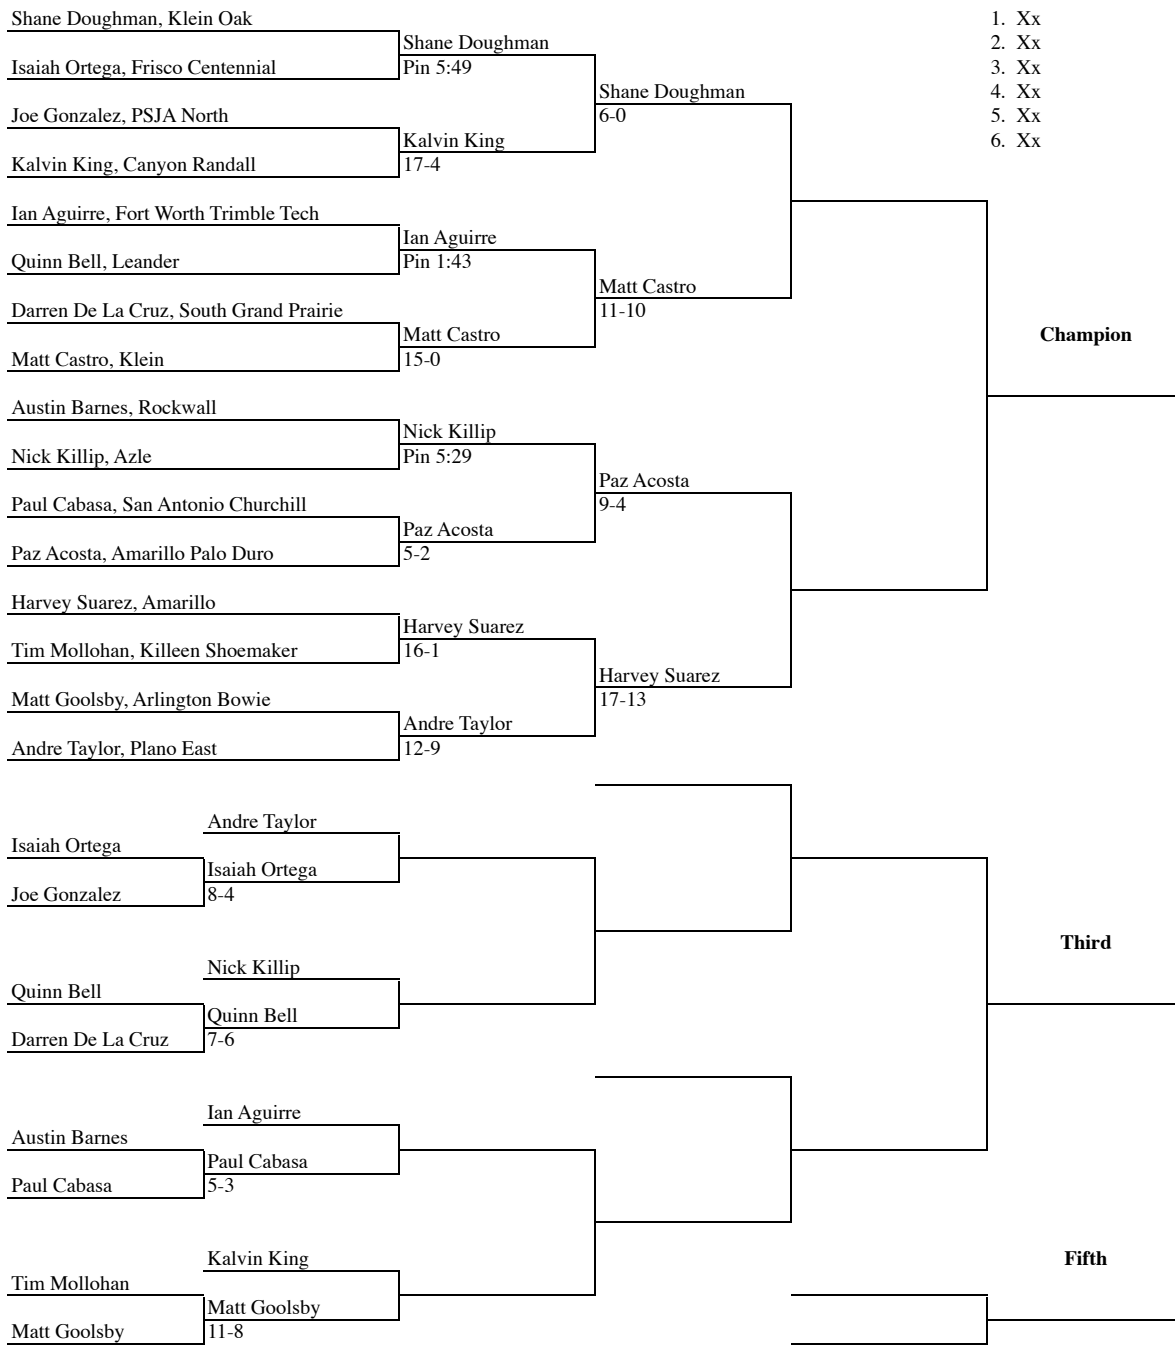 Shane Doughman, Klein Oak
Shane Doughman
Isaiah Ortega, Frisco Centennial
Pin 5:49
Shane Doughman
Joe Gonzalez, PSJA North
6-0
Kalvin King
Kalvin King, Canyon Randall
17-4
Ian Aguirre, Fort Worth Trimble Tech
Ian Aguirre
Quinn Bell, Leander
Pin 1:43
Matt Castro
Darren De La Cruz, South Grand Prairie
11-10
Matt Castro
Matt Castro, Klein
15-0
Austin Barnes, Rockwall
Nick Killip
Nick Killip, Azle
Pin 5:29
Paz Acosta
Paul Cabasa, San Antonio Churchill
9-4
Paz Acosta
Paz Acosta, Amarillo Palo Duro
5-2
Harvey Suarez, Amarillo
Harvey Suarez
Tim Mollohan, Killeen Shoemaker
16-1
Harvey Suarez
Matt Goolsby, Arlington Bowie
17-13
Andre Taylor
Andre Taylor, Plano East
12-9
1. Xx
2. Xx
3. Xx
4. Xx
5. Xx
6. Xx
Champion
Andre Taylor
Isaiah Ortega
Isaiah Ortega
Joe Gonzalez
8-4
Third
Nick Killip
Quinn Bell
Quinn Bell
Darren De La Cruz
7-6
Ian Aguirre
Austin Barnes
Paul Cabasa
Paul Cabasa
5-3
Kalvin King
Fifth
Tim Mollohan
Matt Goolsby
Matt Goolsby
11-8